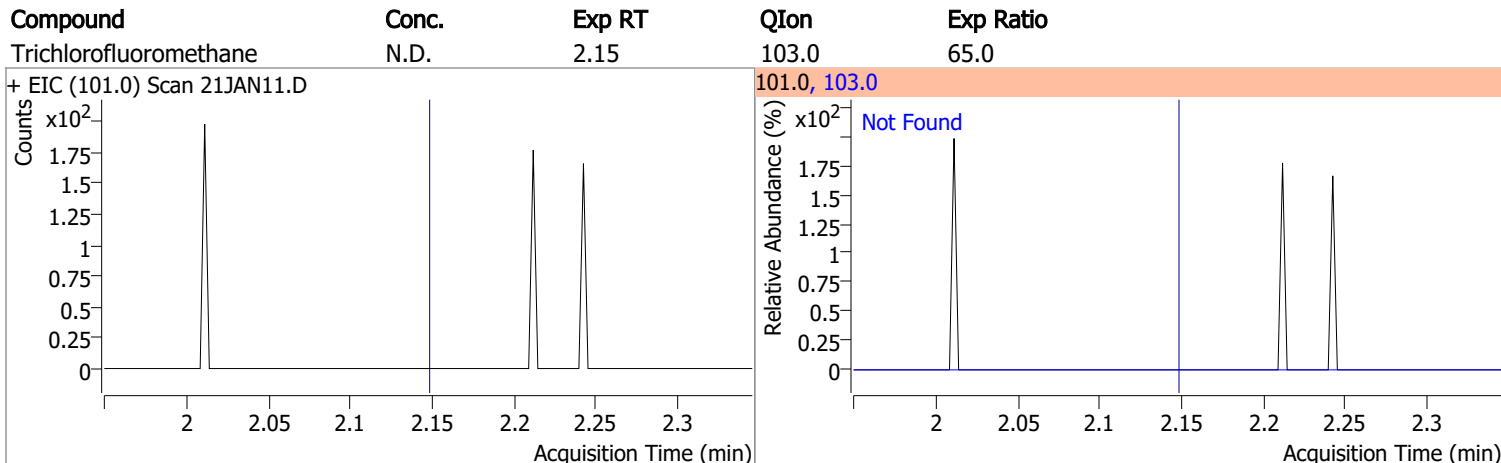 Compound Conc. Exp RT QIon Exp Ratio
Trichlorofluoromethane N.D. 2.15 103.0 65.0
+ EIC (101.0) Scan 21JAN11.D
Counts
x10²
1.75
1.5
1.25
1
0.75
0.5
0.25
0
2 2.05 2.1 2.15 2.2 2.25 2.3
Acquisition Time (min)
101.0, 103.0
Relative Abundance (%)
x10²
Not Found
1.75
1.5
1.25
1
0.75
0.5
0.25
0
2 2.05 2.1 2.15 2.2 2.25 2.3
Acquisition Time (min)